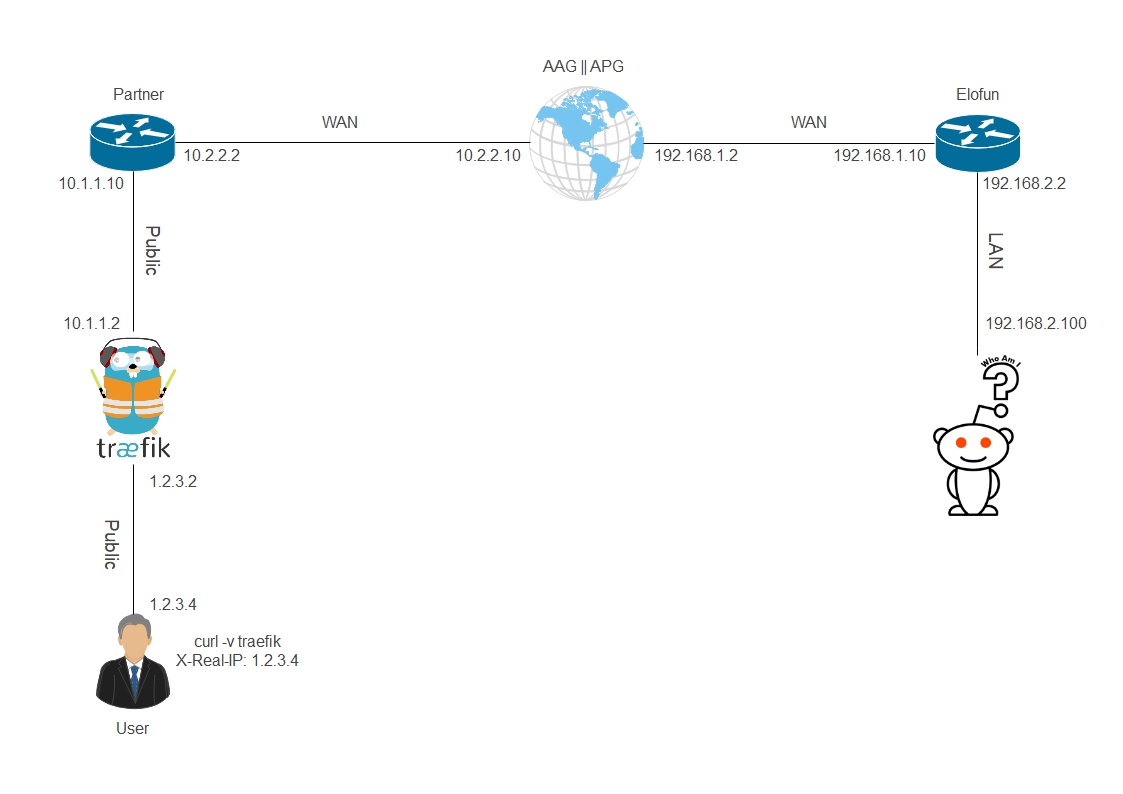 AAG || APG
Partner
Elofun
WAN
WAN
10.2.2.2
10.2.2.10
192.168.1.2
192.168.1.10
10.1.1.10
192.168.2.2
Public
LAN
10.1.1.2
192.168.2.100
Who Am I
?
træfik
1.2.3.2
Public
1.2.3.4
curl -v traefik
X-Real-IP: 1.2.3.4
User